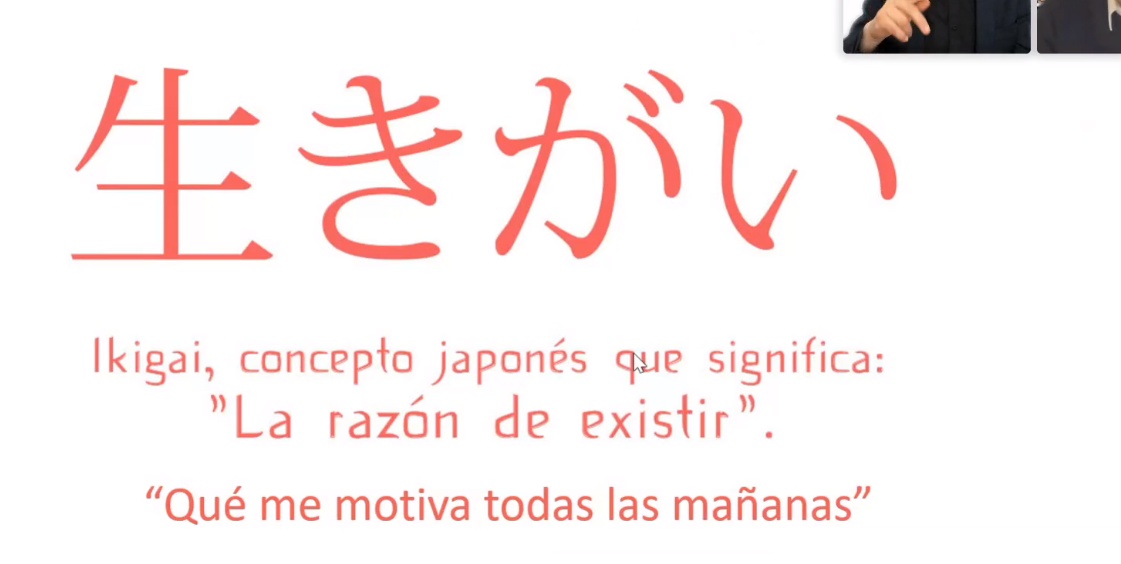 生きがい
Ikigai, concepto japonés que significa:
”La razón de existir”.
“Qué me motiva todas las mañanas”